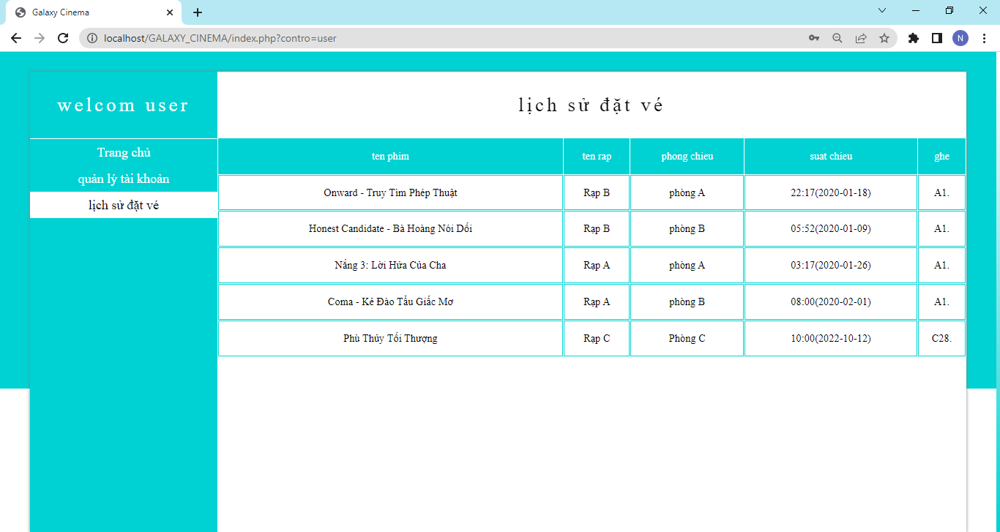 Galaxy Cinema
localhost/GALAXY_CINEMA/index.php?contro=user
N
welcom user
lịch sử đặt vé
Trang chủ
quản lý tài khoản
lịch sử đặt vé
ten phim ten rap phong chieu suat chieu ghe
Onward - Truy Tìm Phép Thuật Rạp B phòng A 22:17(2020-01-18) A1.
Honest Candidate - Bà Hoàng Nói Dối Rạp B phòng B 05:52(2020-01-09) A1.
Nắng 3: Lời Hứa Của Cha Rạp A phòng A 03:17(2020-01-26) A1.
Coma - Kẻ Đào Tẩu Giấc Mơ Rạp A phòng B 08:00(2020-02-01) A1.
Phù Thủy Tối Thượng Rạp C Phòng C 10:00(2022-10-12) C28.